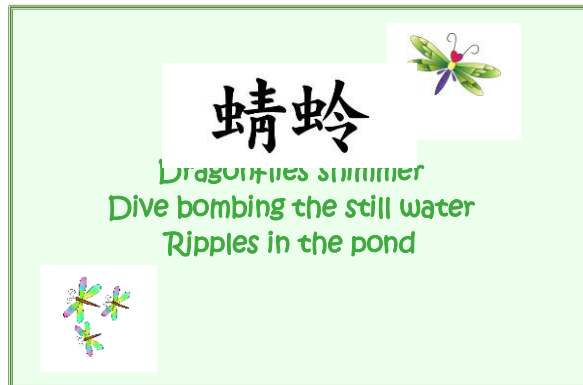 蜻蛉
Dragonflies shimmer
Dive bombing the still water
Ripples in the pond